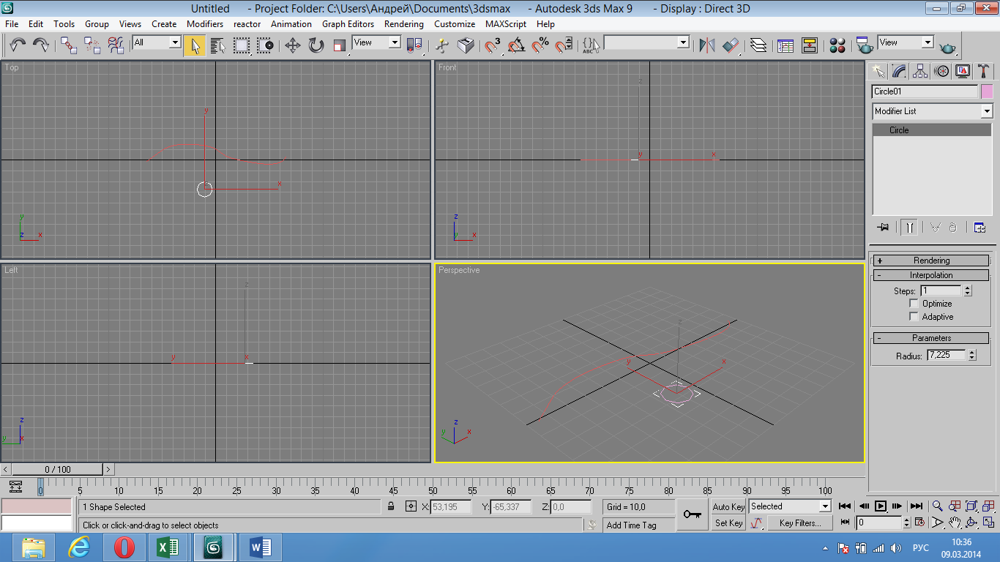 Untitled - Project Folder: C:\Users\Андрей\Documents\3dsmax - Autodesk 3ds Max 9 - Display : Direct 3D
File Edit Tools Group Views Create Modifiers reactor Animation Graph Editors Rendering Customize MAXScript Help
All View 3 ABC View
Top
y
x
y
z x
Front
z
y x
z
y x
Left
z
y x
z
y x
Perspective
z
y x
z
y x
Circle01
Modifier List
Circle
+ Rendering
- Interpolation
Steps: 1
Optimize
Adaptive
- Parameters
Radius: 7,225
< 0 / 100 >
0 5 10 15 20 25 30 35 40 45 50 55 60 65 70 75 80 85 90 95 100
1 Shape Selected X: 53,195 Y: -65,337 Z: 0,0 Grid = 10,0 Auto Key Selected
Click or click-and-drag to select objects Add Time Tag Set Key Key Filters... 0
РУС
10:36
09.03.2014